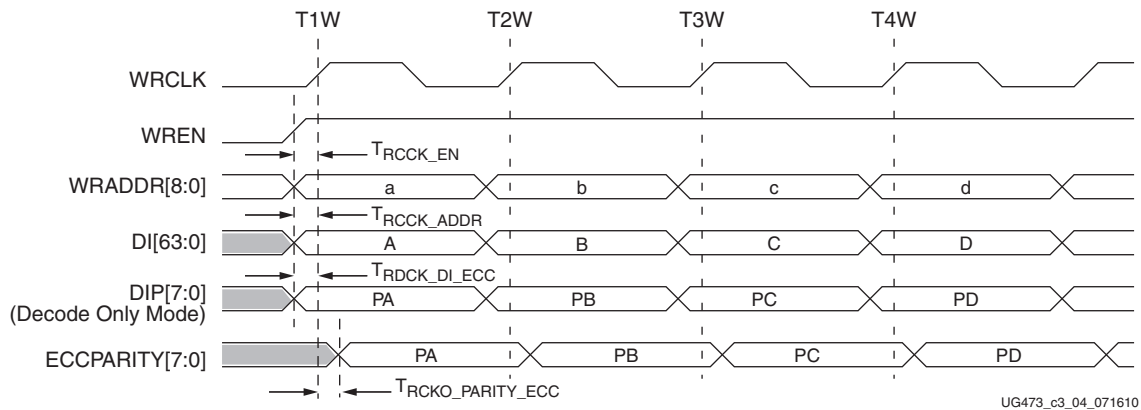 T1W T2W T3W T4W
WRCLK
WREN
TRCCK_EN
WRADDR[8:0] a b c d
TRCCK_ADDR
DI[63:0] A B C D
TRDCK_DI_ECC
DIP[7:0] PA PB PC PD
(Decode Only Mode)
ECCPARITY[7:0] PA PB PC PD
TRCKO_PARITY_ECC
UG473_c3_04_071610